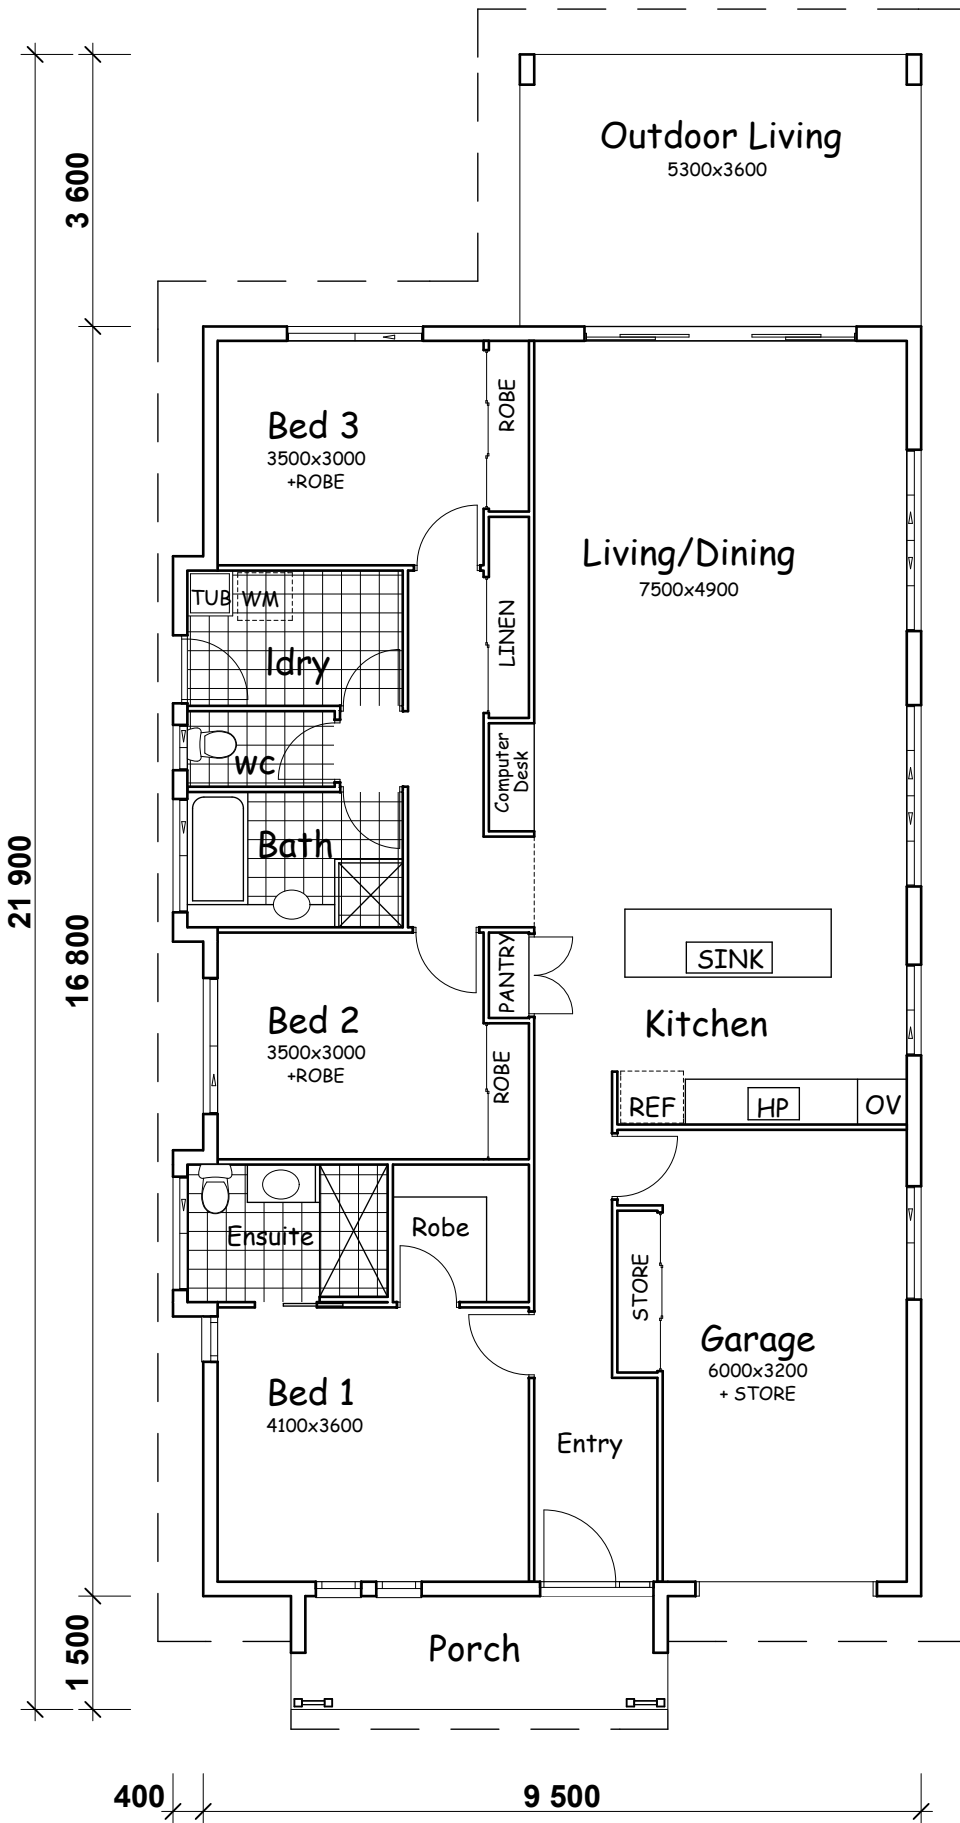 Outdoor Living
5300x3600
3 600
Bed 3
3500x3000
+ROBE
ROBE
Living/Dining
7500x4900
TUB
WM
ldry
LINEN
WC
Computer
Desk
Bath
21 900
16 800
PANTRY
SINK
Bed 2
3500x3000
+ROBE
ROBE
Kitchen
REF
HP
OV
Ensuite
Robe
STORE
Garage
6000x3200
+ STORE
Bed 1
4100x3600
Entry
1 500
Porch
400
9 500